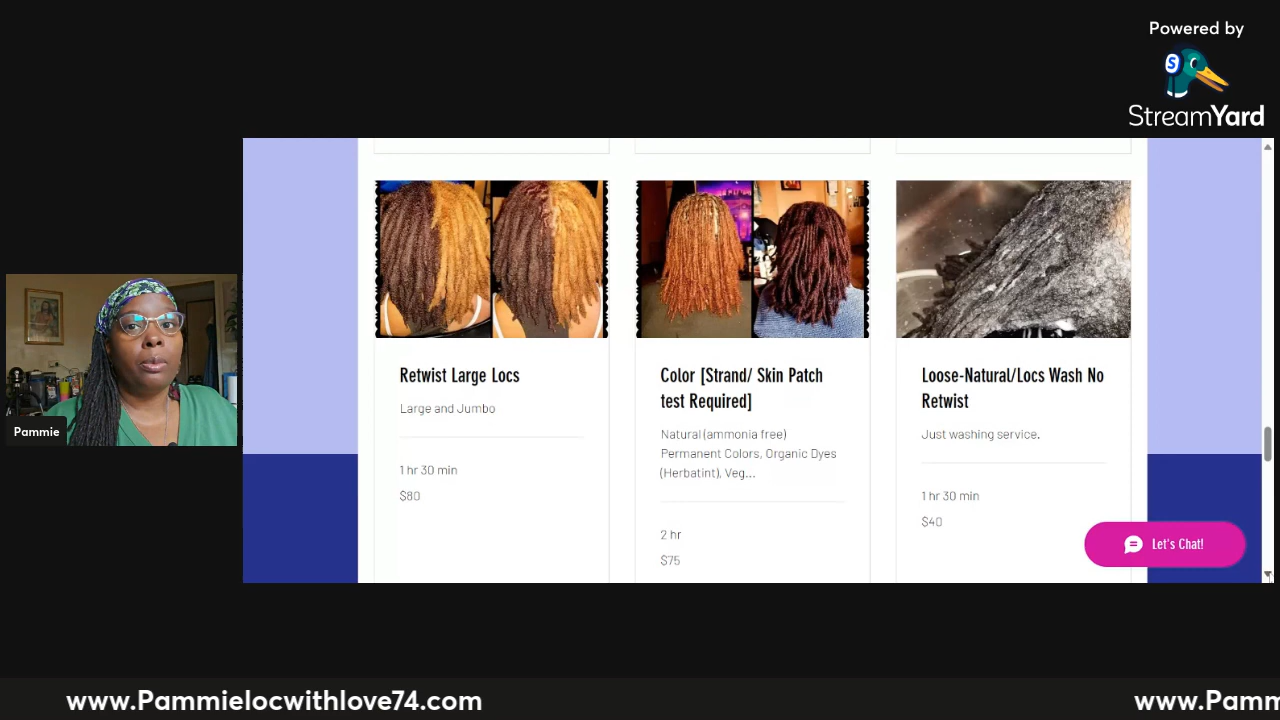 Powered by
StreamYard
Pammie
Retwist Large Locs
Large and Jumbo
1 hr 30 min
$80
Color [Strand/ Skin Patch
test Required]
Natural (ammonia free)
Permanent Colors, Organic Dyes
(Herbatint), Veg...
2 hr
$75
Loose-Natural/Locs Wash No
Retwist
Just washing service.
1 hr 30 min
$40
Let's Chat!
www.Pammielocwithlove74.com
www.Pamm